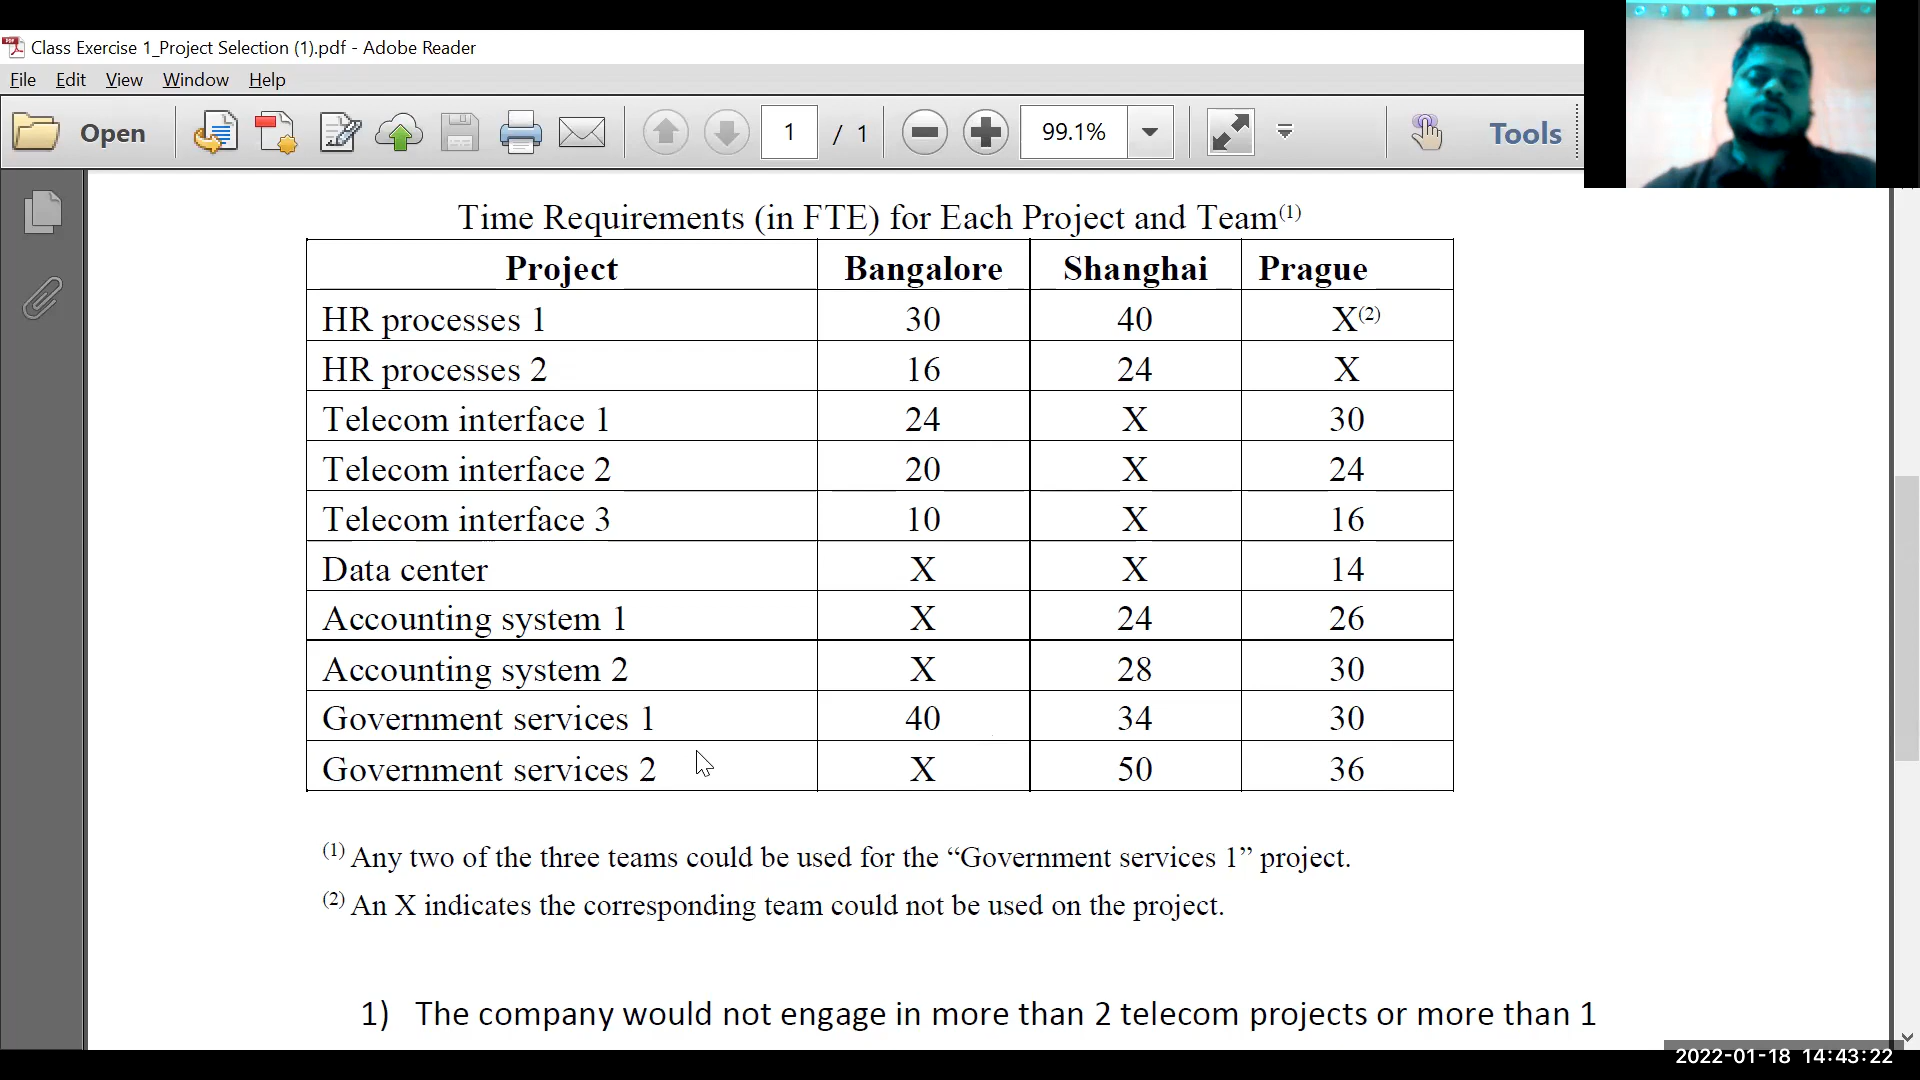 Class Exercise 1_Project Selection (1).pdf - Adobe Reader
File Edit View Window Help
Open 1 / 1 99.1% Tools
Time Requirements (in FTE) for Each Project and Team(1)
Project Bangalore Shanghai Prague
HR processes 1 30 40 X(2)
HR processes 2 16 24 X
Telecom interface 1 24 X 30
Telecom interface 2 20 X 24
Telecom interface 3 10 X 16
Data center X X 14
Accounting system 1 X 24 26
Accounting system 2 X 28 30
Government services 1 40 34 30
Government services 2 X 50 36
(1) Any two of the three teams could be used for the “Government services 1” project.
(2) An X indicates the corresponding team could not be used on the project.
1) The company would not engage in more than 2 telecom projects or more than 1
2022-01-18 14:43:22